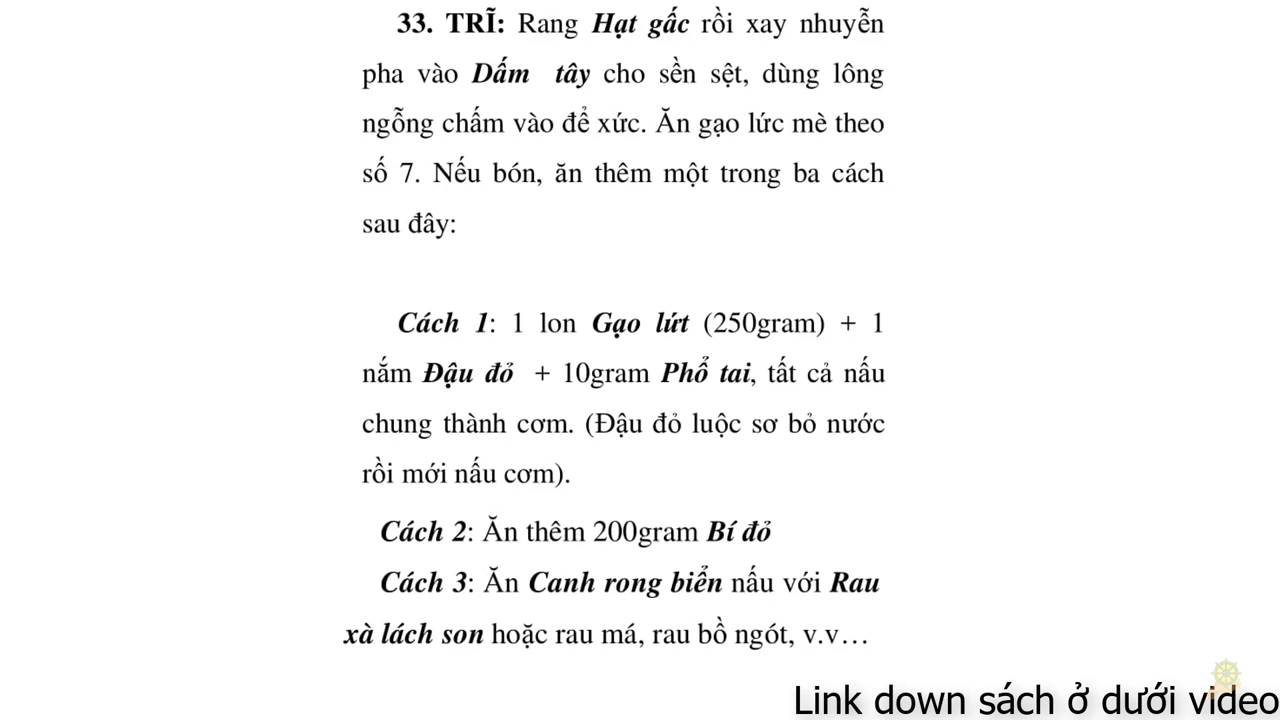 33. TRĨ: Rang Hạt gấc rồi xay nhuyễn
pha vào Dấm tây cho sền sệt, dùng lông
ngỗng chấm vào để xức. Ăn gạo lức mè theo
số 7. Nếu bón, ăn thêm một trong ba cách
sau đây:
Cách 1: 1 lon Gạo lứt (250gram) + 1
nắm Đậu đỏ + 10gram Phổ tai, tất cả nấu
chung thành cơm. (Đậu đỏ luộc sơ bỏ nước
rồi mới nấu cơm).
Cách 2: Ăn thêm 200gram Bí đỏ
Cách 3: Ăn Canh rong biển nấu với Rau
xà lách son hoặc rau má, rau bồ ngót, v.v…
Link down sách ở dưới video